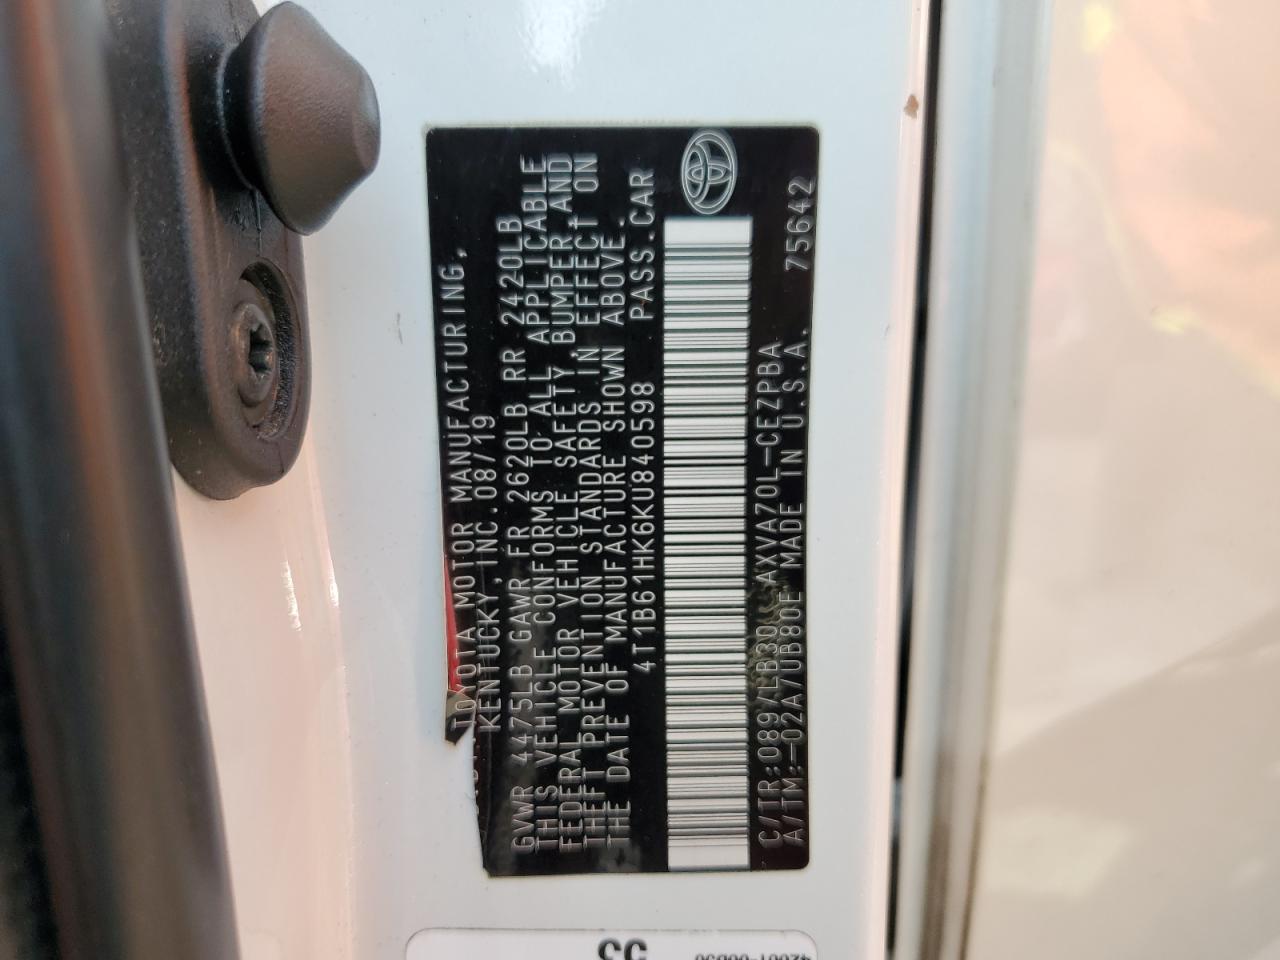 TOYOTA MOTOR MANUFACTURING,
KENTUCKY, INC. 08/19
GVWR 4475LB GAWR FR 2620LB RR 2420LB
THIS VEHICLE CONFORMS TO ALL APPLICABLE
FEDERAL MOTOR VEHICLE SAFETY, BUMPER AND
THEFT PREVENTION STANDARDS IN EFFECT ON
THE DATE OF MANUFACTURE SHOWN ABOVE.
4T1B61HK6KU840598 PASS.CAR
C/TR:089/LB30 AXVA70L-CEZPBA
A/TM:-02A/UB80E MADE IN U.S.A. 75642
33